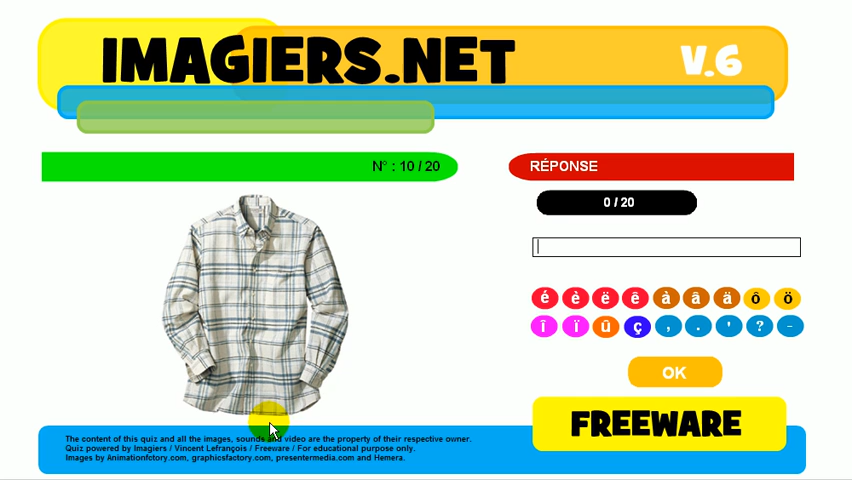 IMAGIERS.NET
V.6
N° : 10 / 20
RÉPONSE
0 / 20
é è ë ê à â ä ô ö
î ï û ç , . ' ? -
OK
FREEWARE
The content of this quiz and all the images, sounds and video are the property of their respective owner.
Quiz powered by Imagiers / Vincent Lefrançois / Freeware / For educational purpose only.
Images by Animationfctory.com, graphicsfactory.com, presentermedia.com and Hemera.